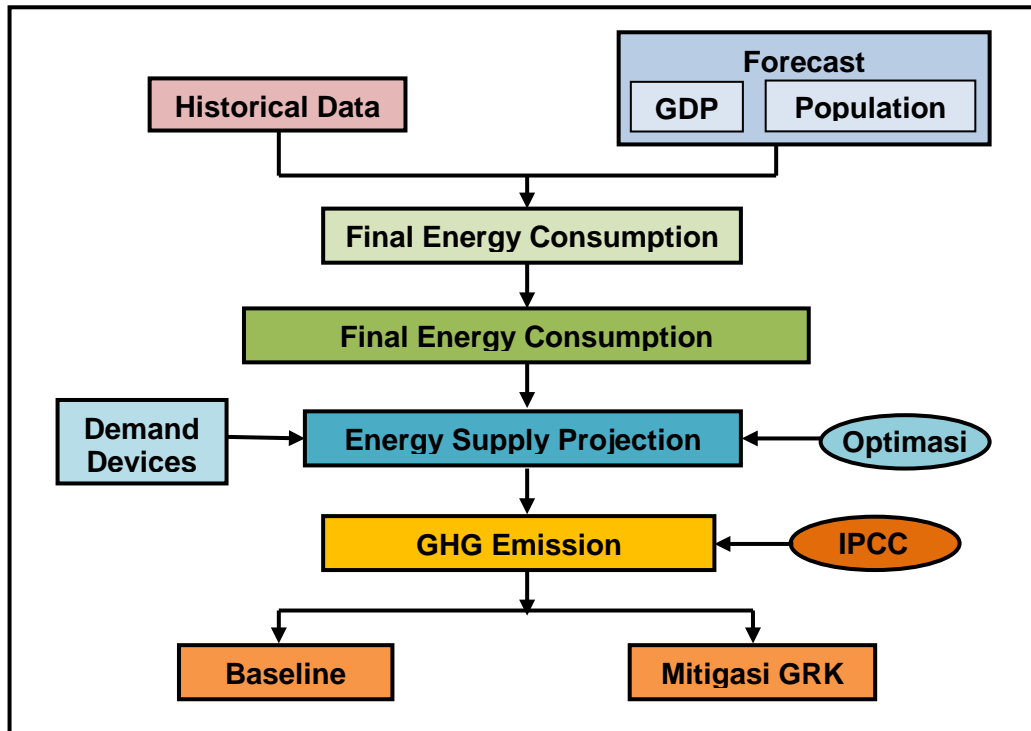 Forecast
Historical Data
GDP
Population
Final Energy Consumption
Final Energy Consumption
Demand
Devices
Energy Supply Projection
Optimasi
GHG Emission
IPCC
Baseline
Mitigasi GRK